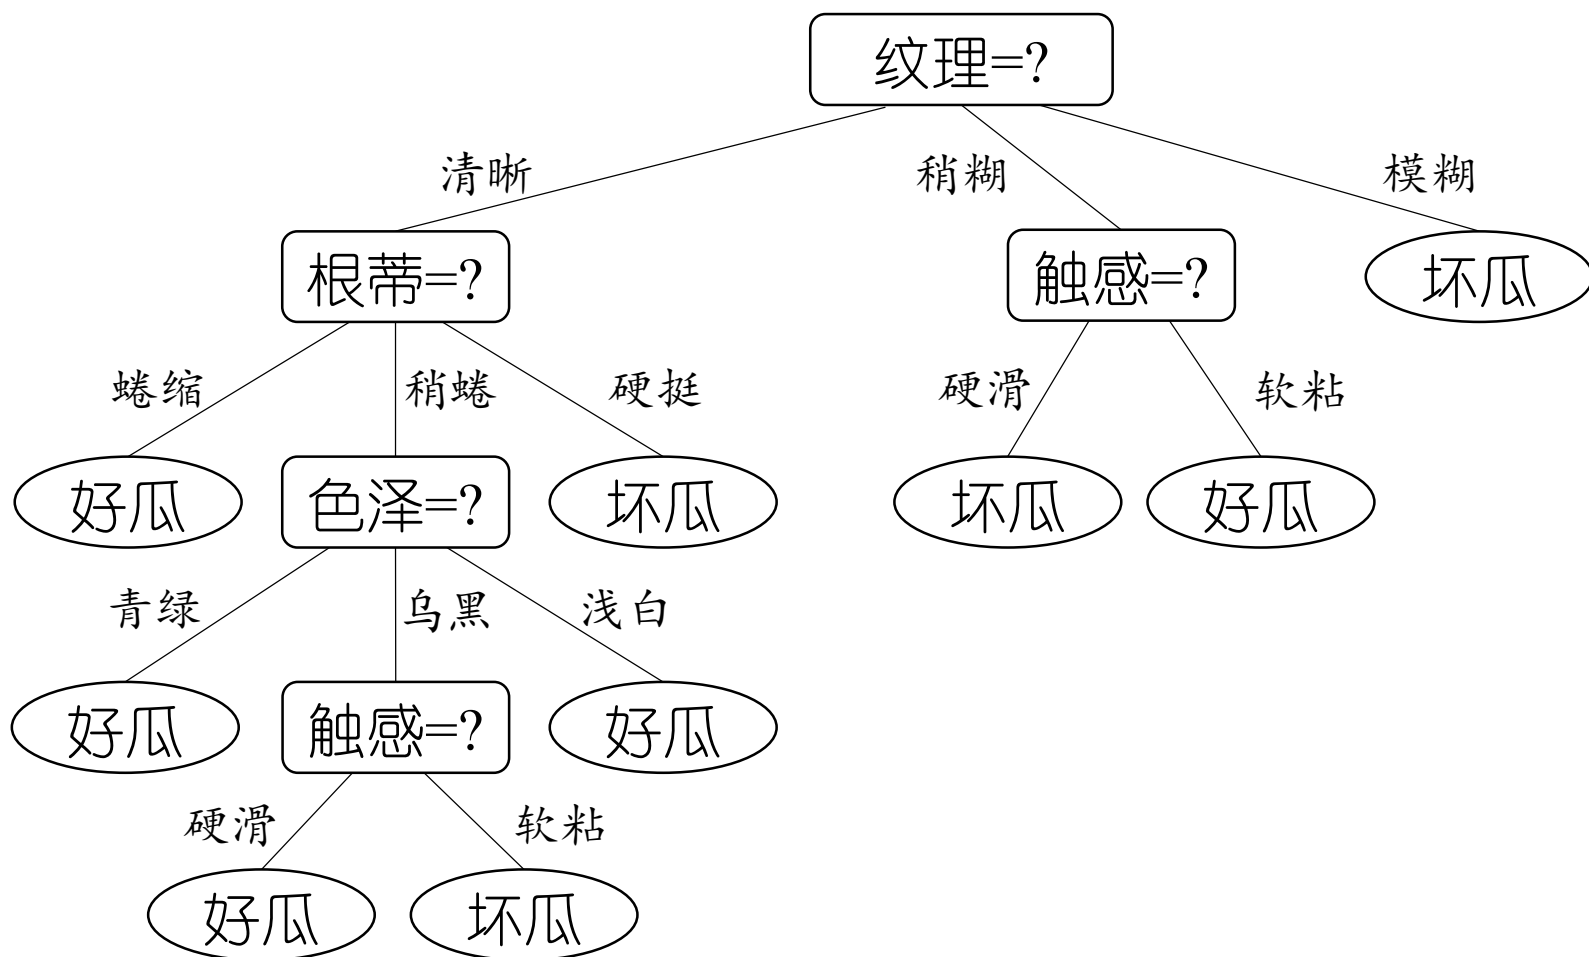 纹理=?
清晰
稍糊
模糊
根蒂=?
触感=?
坏瓜
蜷缩
稍蜷
硬挺
硬滑
软粘
好瓜
色泽=?
坏瓜
坏瓜
好瓜
青绿
乌黑
浅白
好瓜
触感=?
好瓜
硬滑
软粘
好瓜
坏瓜